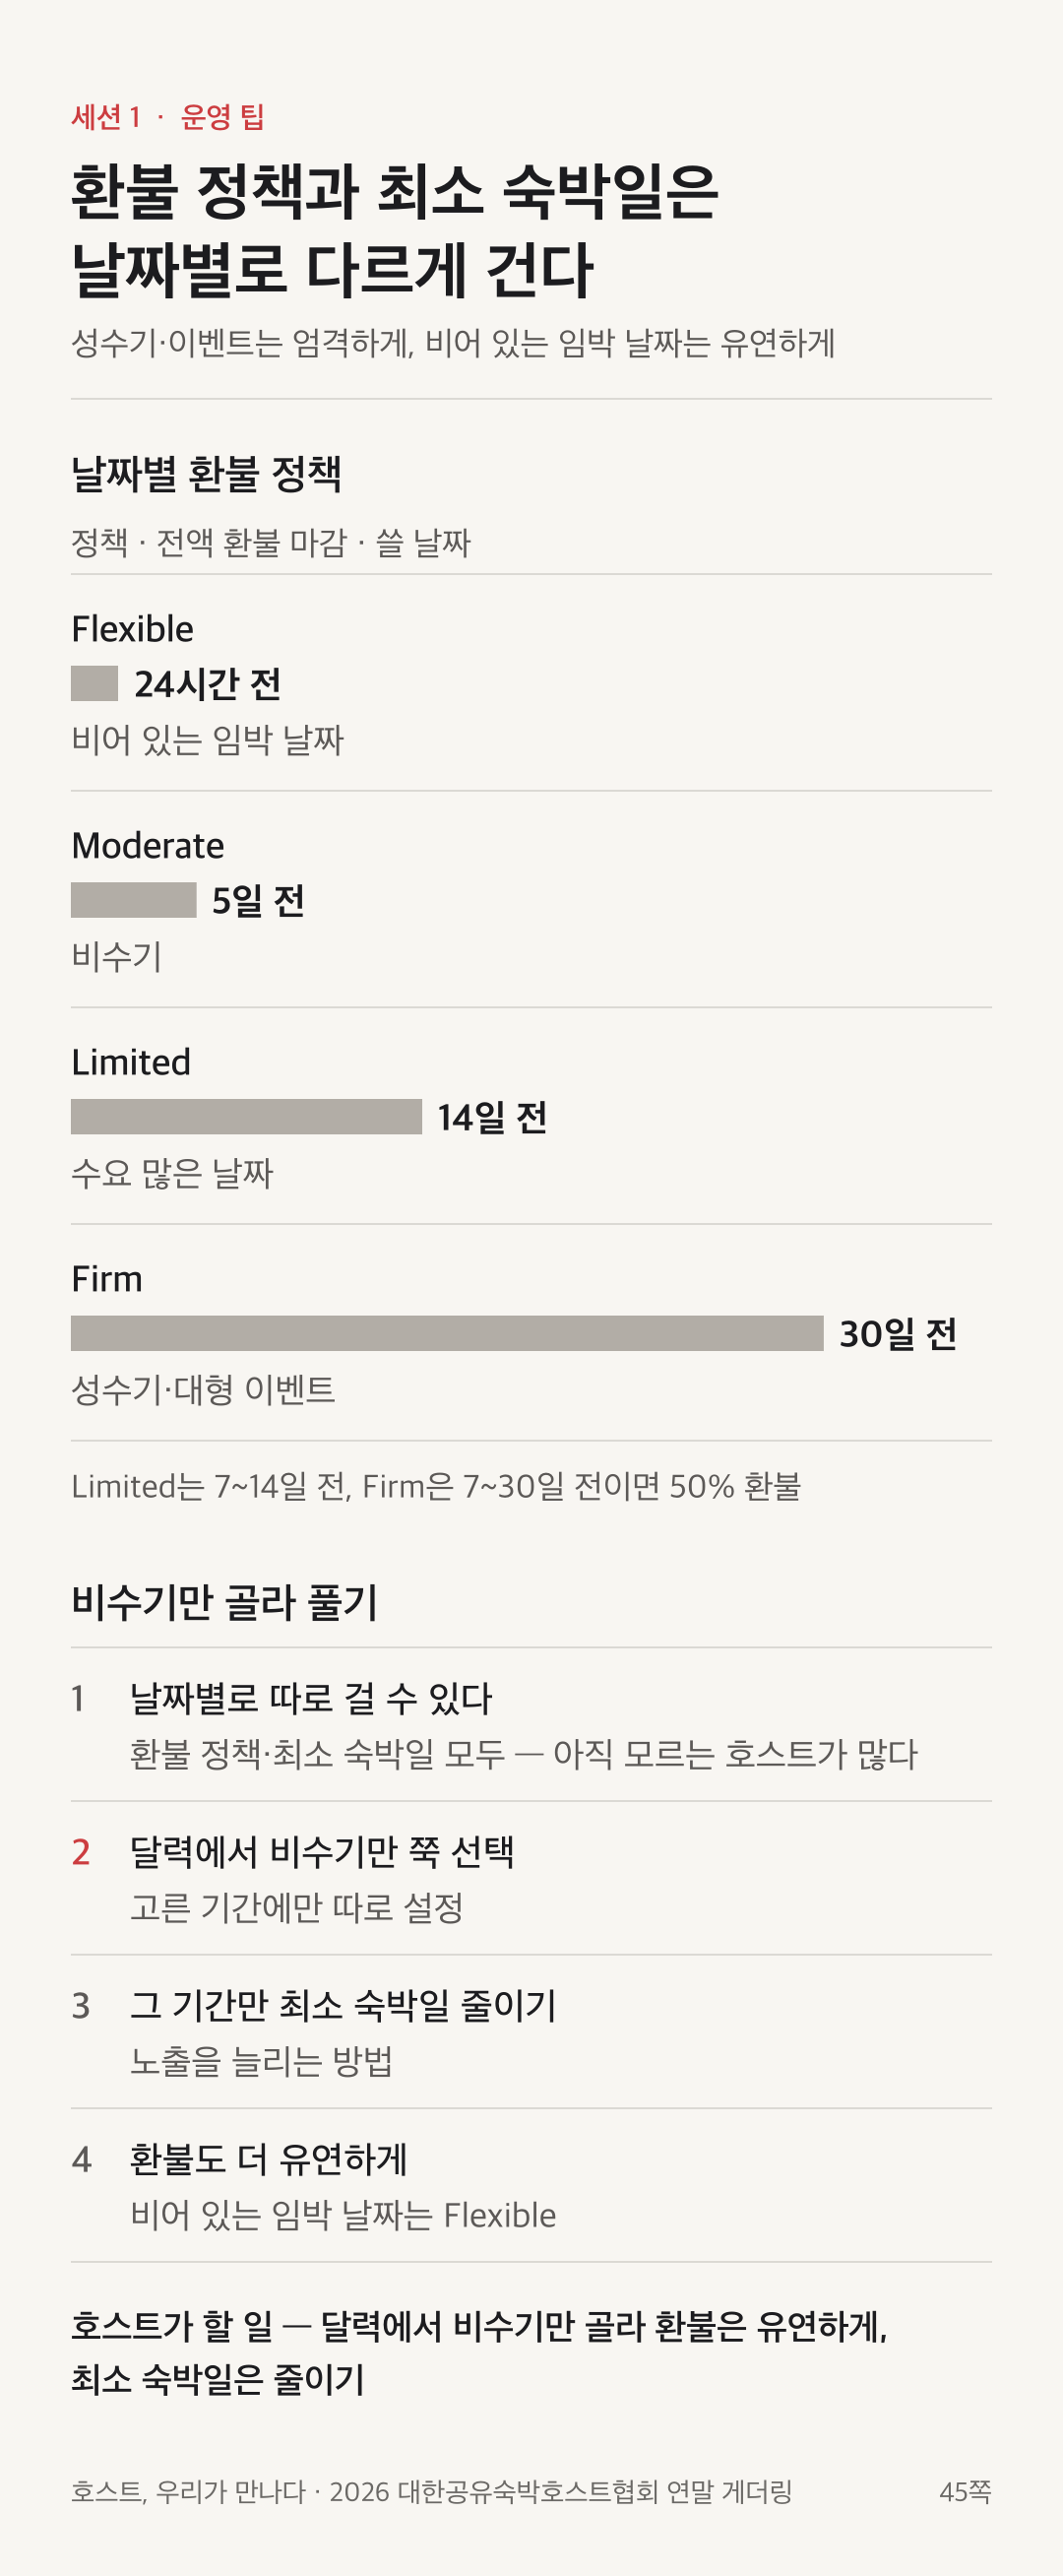 세션 1 · 운영 팁
환불 정책과 최소 숙박일은
날짜별로 다르게 건다
성수기·이벤트는 엄격하게, 비어 있는 임박 날짜는 유연하게
날짜별 환불 정책
정책 · 전액 환불 마감 · 쓸 날짜
Flexible
24시간 전
비어 있는 임박 날짜
Moderate
5일 전
비수기
Limited
14일 전
수요 많은 날짜
Firm
30일 전
성수기·대형 이벤트
Limited는 7~14일 전, Firm은 7~30일 전이면 50% 환불
비수기만 골라 풀기
1 날짜별로 따로 걸 수 있다
환불 정책·최소 숙박일 모두 — 아직 모르는 호스트가 많다
2 달력에서 비수기만 쭉 선택
고른 기간에만 따로 설정
3 그 기간만 최소 숙박일 줄이기
노출을 늘리는 방법
4 환불도 더 유연하게
비어 있는 임박 날짜는 Flexible
호스트가 할 일 — 달력에서 비수기만 골라 환불은 유연하게,
최소 숙박일은 줄이기
호스트, 우리가 만나다 · 2026 대한공유숙박호스트협회 연말 게더링 45쪽